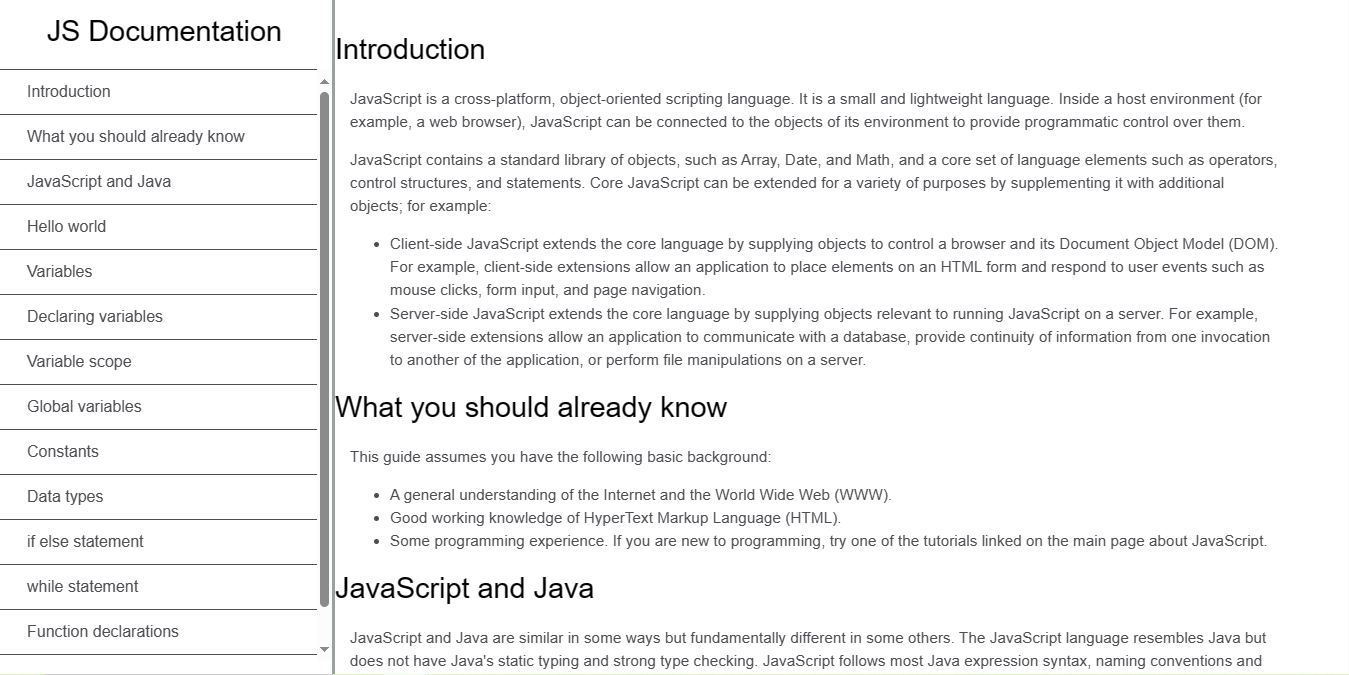 JS Documentation
Introduction
What you should already know
JavaScript and Java
Hello world
Variables
Declaring variables
Variable scope
Global variables
Constants
Data types
if else statement
while statement
Function declarations
Introduction
JavaScript is a cross-platform, object-oriented scripting language. It is a small and lightweight language. Inside a host environment (for
example, a web browser), JavaScript can be connected to the objects of its environment to provide programmatic control over them.
JavaScript contains a standard library of objects, such as Array, Date, and Math, and a core set of language elements such as operators,
control structures, and statements. Core JavaScript can be extended for a variety of purposes by supplementing it with additional
objects; for example:
• Client-side JavaScript extends the core language by supplying objects to control a browser and its Document Object Model (DOM).
For example, client-side extensions allow an application to place elements on an HTML form and respond to user events such as
mouse clicks, form input, and page navigation.
• Server-side JavaScript extends the core language by supplying objects relevant to running JavaScript on a server. For example,
server-side extensions allow an application to communicate with a database, provide continuity of information from one invocation
to another of the application, or perform file manipulations on a server.
What you should already know
This guide assumes you have the following basic background:
• A general understanding of the Internet and the World Wide Web (WWW).
• Good working knowledge of HyperText Markup Language (HTML).
• Some programming experience. If you are new to programming, try one of the tutorials linked on the main page about JavaScript.
JavaScript and Java
JavaScript and Java are similar in some ways but fundamentally different in some others. The JavaScript language resembles Java but
does not have Java's static typing and strong type checking. JavaScript follows most Java expression syntax, naming conventions and